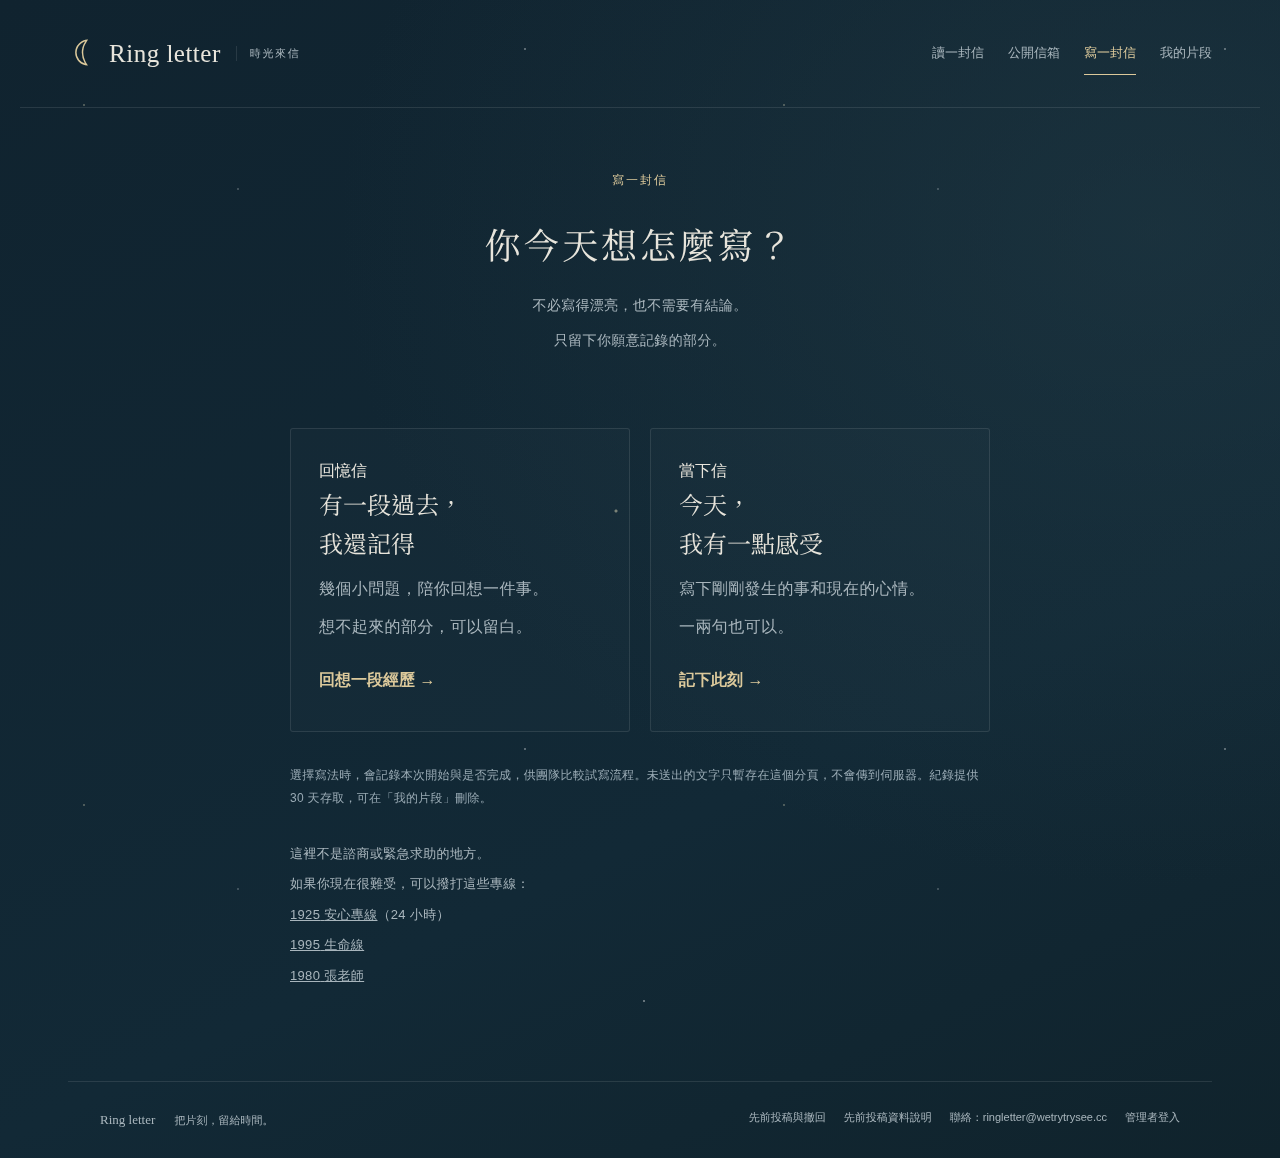 Ring letter 時光來信
讀一封信 公開信箱 寫一封信 我的片段
寫一封信
你今天想怎麼寫？
不必寫得漂亮，也不需要有結論。
只留下你願意記錄的部分。
回憶信
有一段過去，
我還記得
幾個小問題，陪你回想一件事。
想不起來的部分，可以留白。
回想一段經歷 →
當下信
今天，
我有一點感受
寫下剛剛發生的事和現在的心情。
一兩句也可以。
記下此刻 →
選擇寫法時，會記錄本次開始與是否完成，供團隊比較試寫流程。未送出的文字只暫存在這個分頁，不會傳到伺服器。紀錄提供
30 天存取，可在「我的片段」刪除。
這裡不是諮商或緊急求助的地方。
如果你現在很難受，可以撥打這些專線：
1925 安心專線（24 小時）
1995 生命線
1980 張老師
Ring letter 把片刻，留給時間。
先前投稿與撤回 先前投稿資料說明 聯絡：ringletter@wetrytrysee.cc 管理者登入